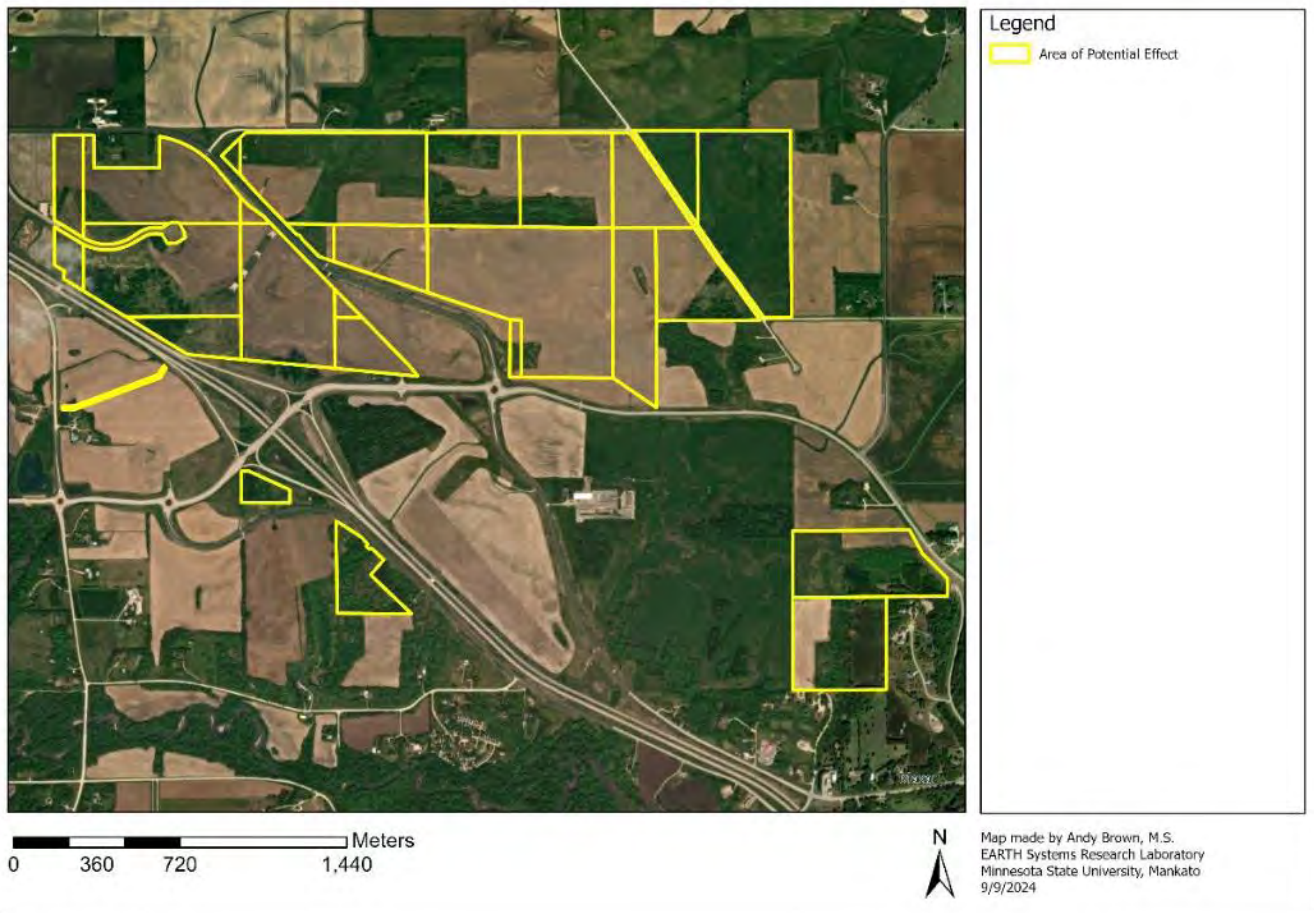 Legend
Area of Potential Effect
Meters
0 360 720 1,440
N
Map made by Andy Brown, M.S.
EARTH Systems Research Laboratory
Minnesota State University, Mankato
9/9/2024